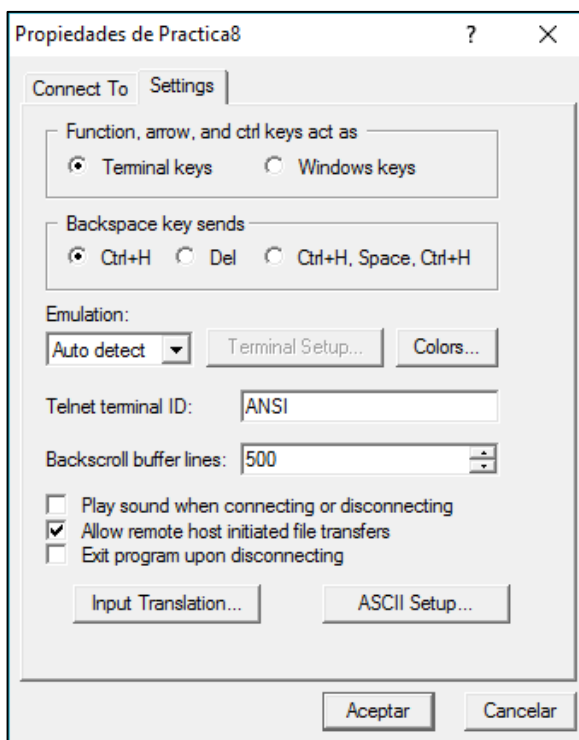 Propiedades de Practica8 ?
Connect To Settings
Function, arrow, and ctrl keys act as
Terminal keys Windows keys
Backspace key sends
Ctrl+H Del Ctrl+H, Space, Ctrl+H
Emulation:
Auto detect Terminal Setup... Colors...
Telnet terminal ID: ANSI
Backscroll buffer lines: 500
Play sound when connecting or disconnecting
Allow remote host initiated file transfers
Exit program upon disconnecting
Input Translation... ASCII Setup...
Aceptar Cancelar